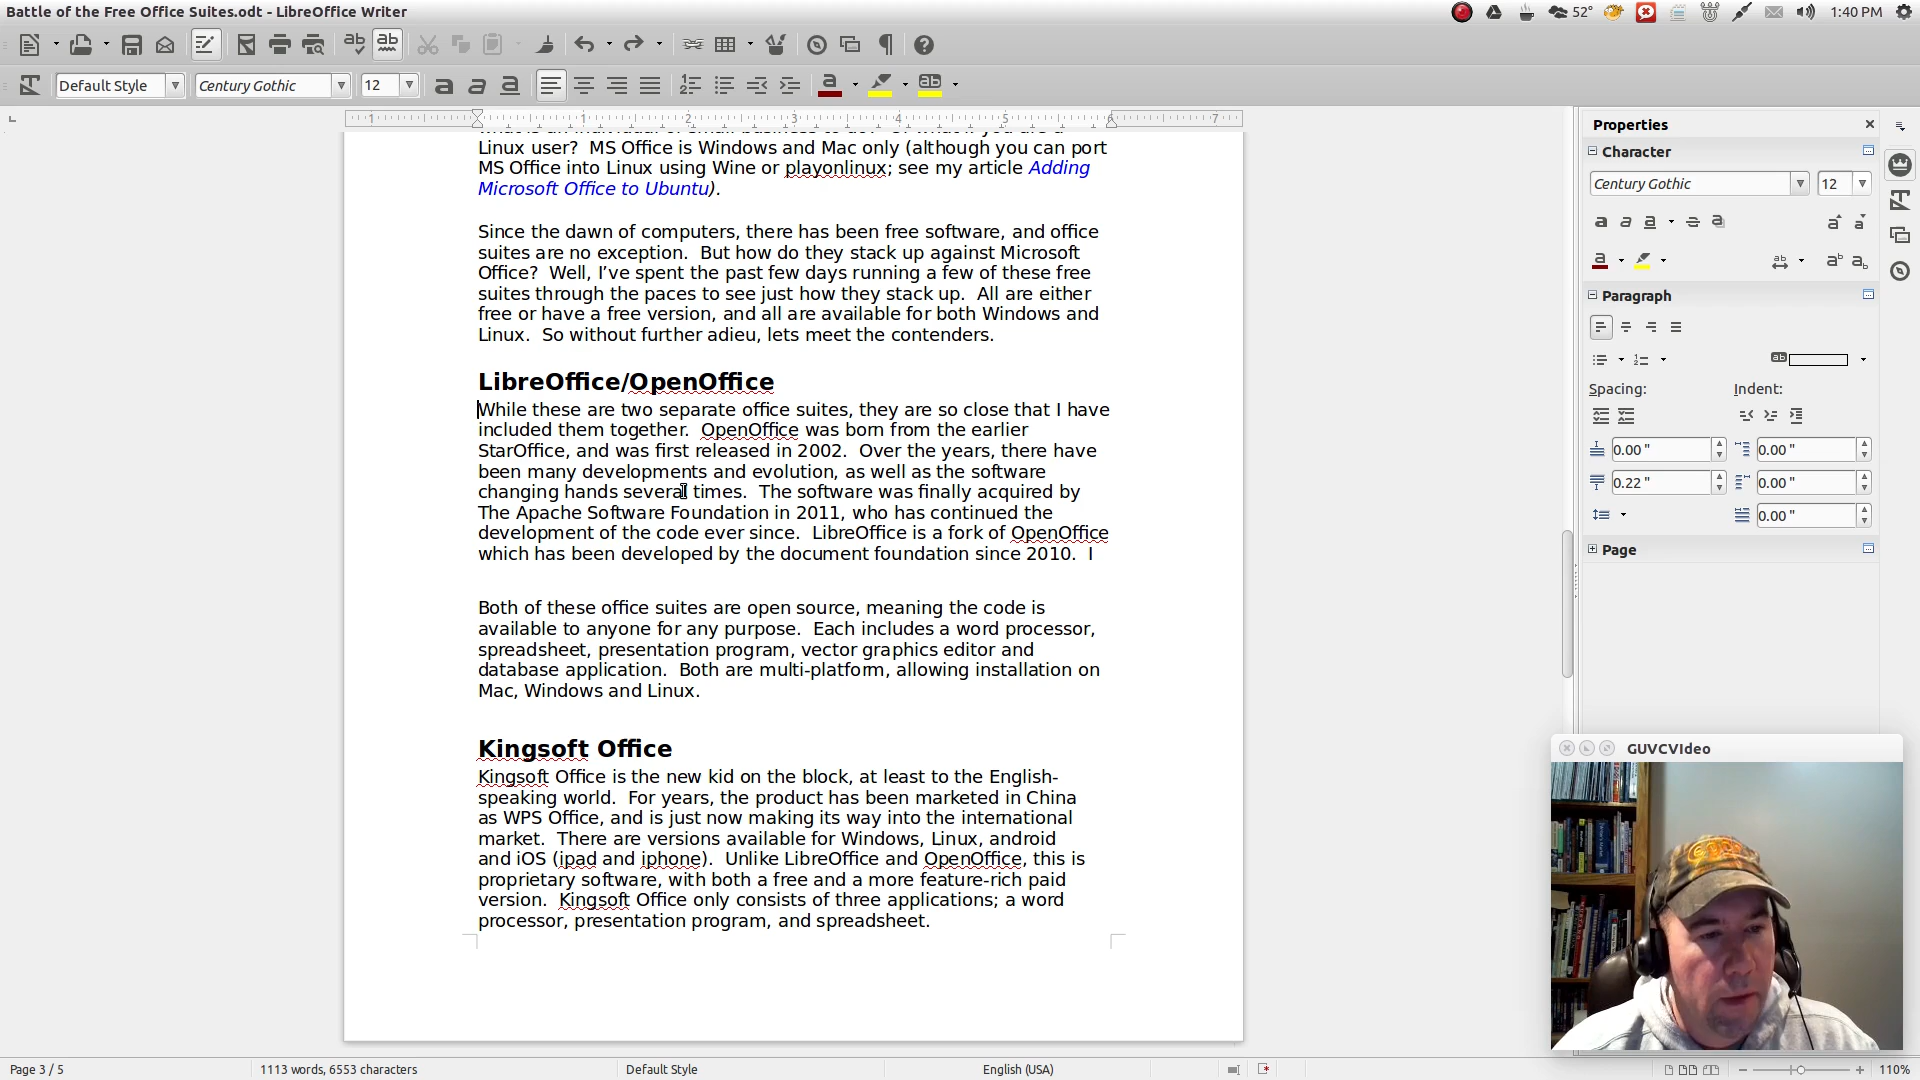 Battle of the Free Office Suites.odt - LibreOffice Writer
52° 1:40 PM
Default Style Century Gothic 12
1 1 2 3 4 5 6 7
MS Office is Windows and Mac only (although you can port
Linux user?  MS Office is Windows and Mac only (although you can port
MS Office into Linux using Wine or playonlinux; see my article Adding
Microsoft Office to Ubuntu).
Since the dawn of computers, there has been free software, and office
suites are no exception.  But how do they stack up against Microsoft
Office?  Well, I’ve spent the past few days running a few of these free
suites through the paces to see just how they stack up.  All are either
free or have a free version, and all are available for both Windows and
Linux.  So without further adieu, lets meet the contenders.
LibreOffice/OpenOffice
While these are two separate office suites, they are so close that I have
included them together.  OpenOffice was born from the earlier
StarOffice, and was first released in 2002.  Over the years, there have
been many developments and evolution, as well as the software
changing hands several times.  The software was finally acquired by
The Apache Software Foundation in 2011, who has continued the
development of the code ever since.  LibreOffice is a fork of OpenOffice
which has been developed by the document foundation since 2010.  I
Both of these office suites are open source, meaning the code is
available to anyone for any purpose.  Each includes a word processor,
spreadsheet, presentation program, vector graphics editor and
database application.  Both are multi-platform, allowing installation on
Mac, Windows and Linux.
Kingsoft Office
Kingsoft Office is the new kid on the block, at least to the English-
speaking world.  For years, the product has been marketed in China
as WPS Office, and is just now making its way into the international
market.  There are versions available for Windows, Linux, android
and iOS (ipad and iphone).  Unlike LibreOffice and OpenOffice, this is
proprietary software, with both a free and a more feature-rich paid
version.  Kingsoft Office only consists of three applications; a word
processor, presentation program, and spreadsheet.
Properties
Character
Century Gothic 12
Paragraph
Spacing: Indent:
0.00 " 0.00 "
0.22 " 0.00 "
0.00 "
Page
GUVCVIdeo
Page 3 / 5 1113 words, 6553 characters Default Style English (USA) 110%